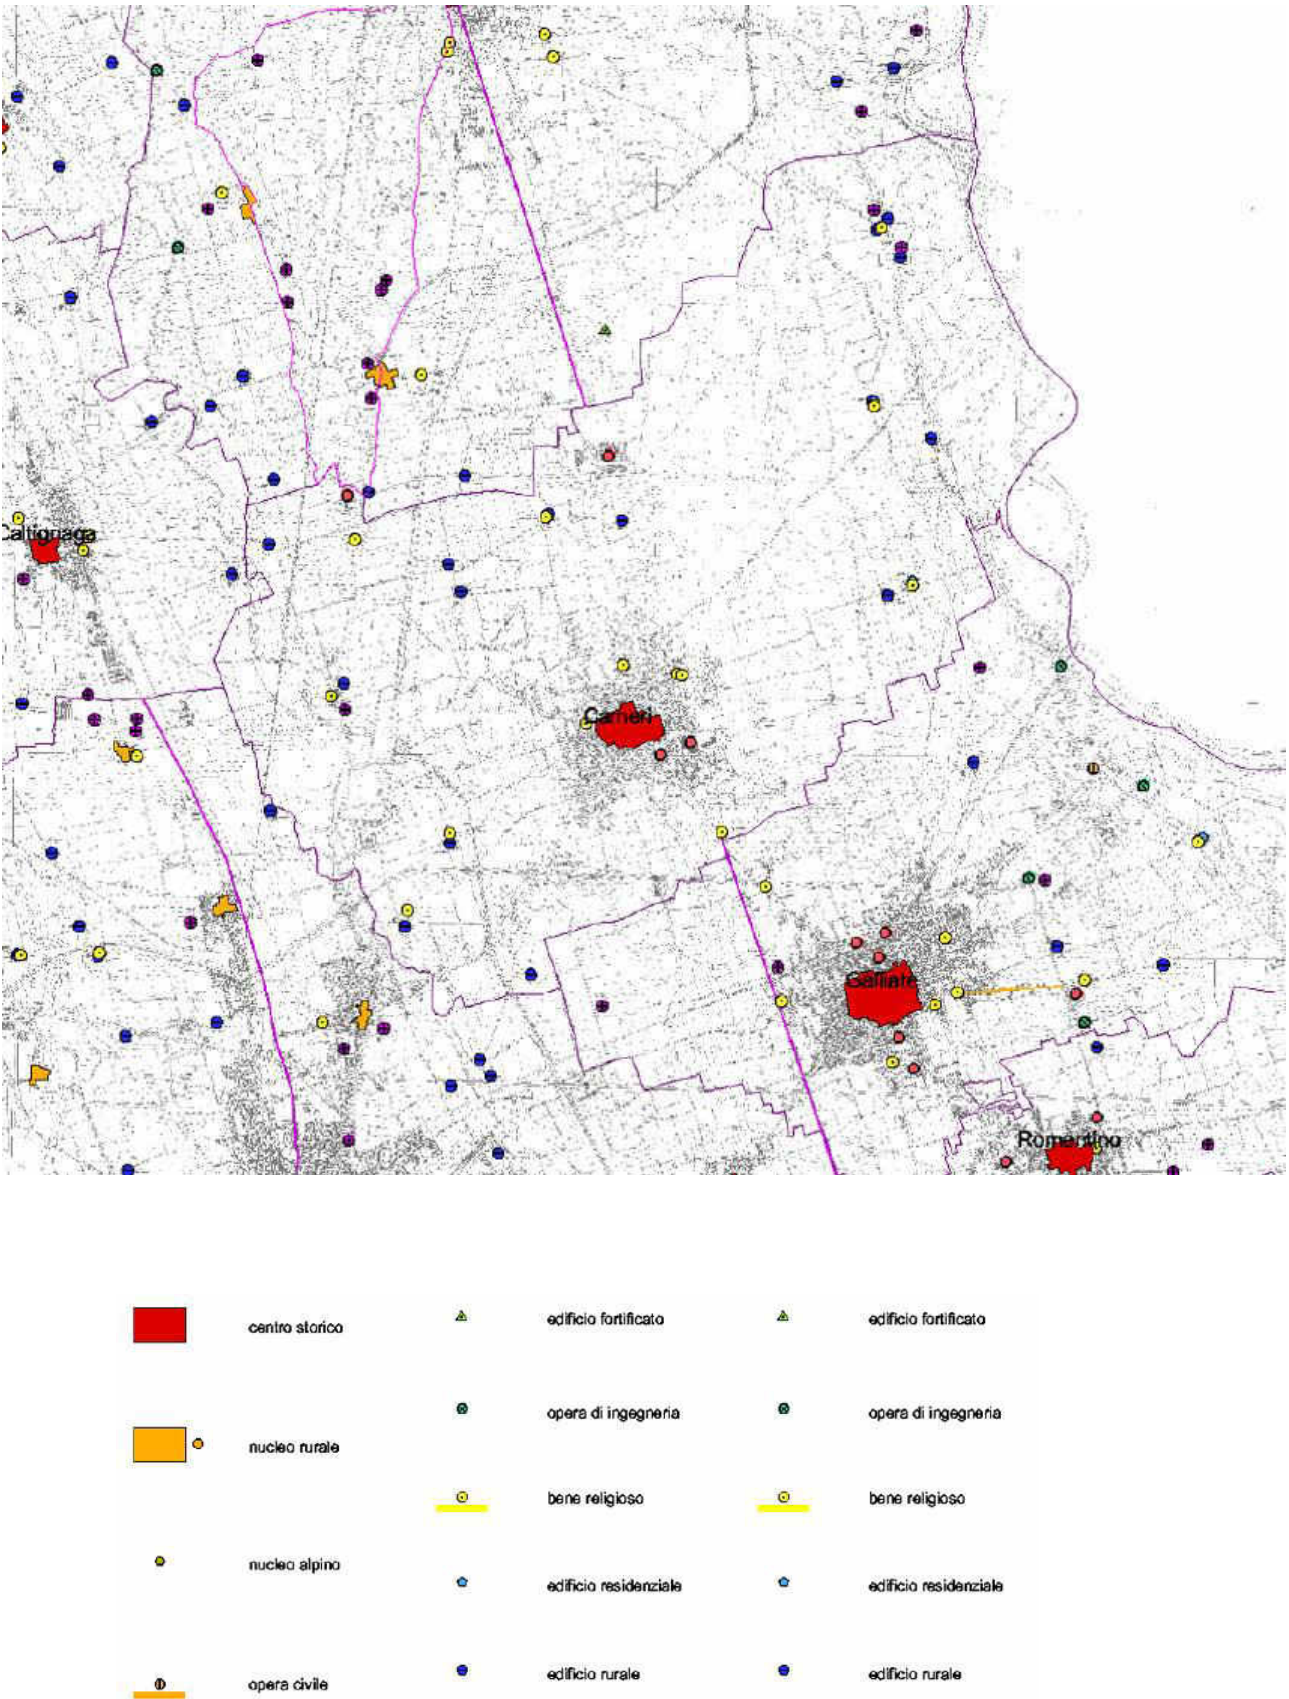 Caltignaga
Cameri
Galliate
Romentino
centro storico
edificio fortificato
edificio fortificato
opera di ingegneria
opera di ingegneria
nucleo rurale
bene religioso
bene religioso
nucleo alpino
edificio residenziale
edificio residenziale
opera civile
edificio rurale
edificio rurale